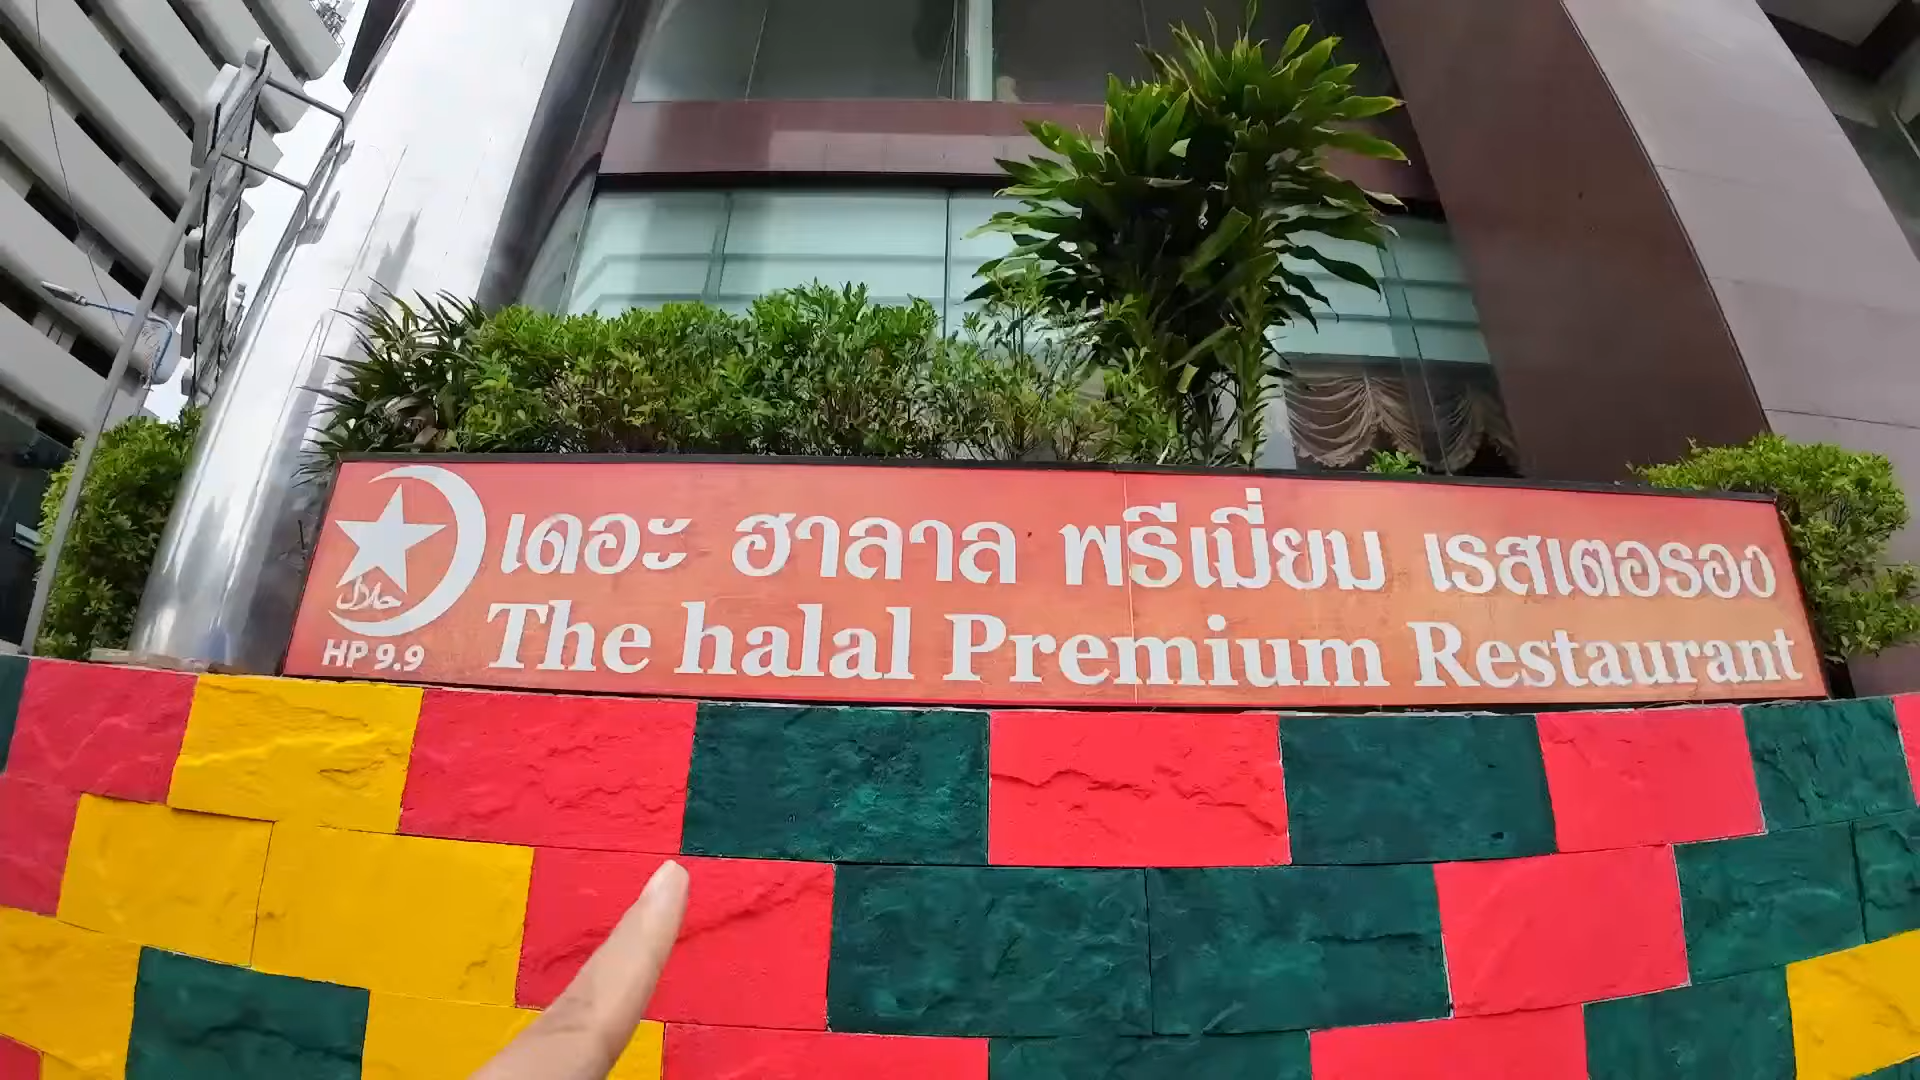 เดอะ ฮาลาล พรีเมี่ยม เรสเตอรอง
The halal Premium Restaurant
حلال
HP 9.9